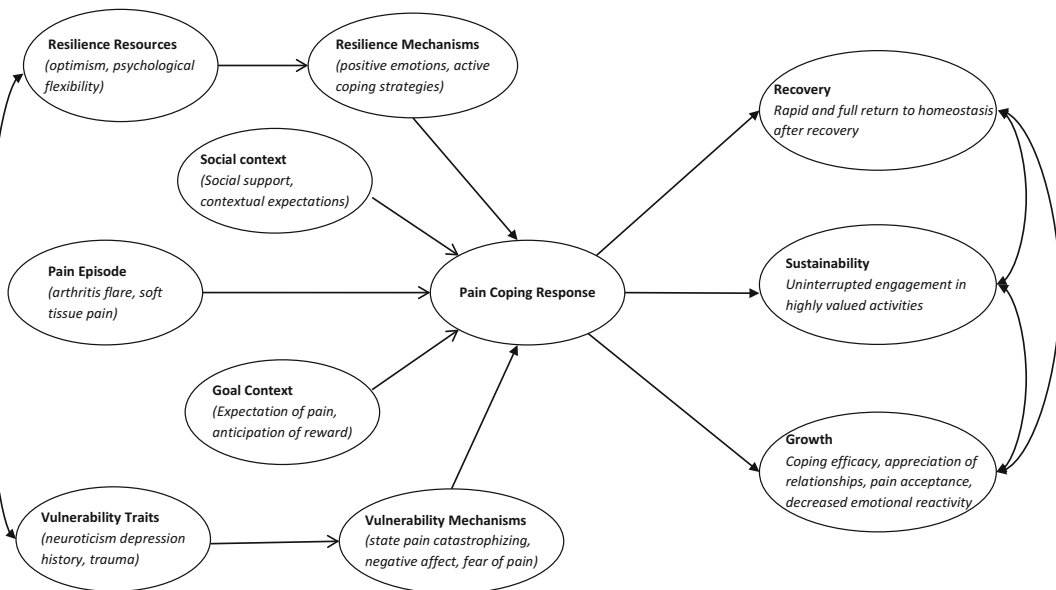 Resilience Resources
(optimism, psychological
flexibility)
Resilience Mechanisms
(positive emotions, active
coping strategies)
Social context
(Social support,
contextual expectations)
Pain Episode
(arthritis flare, soft
tissue pain)
Goal Context
(Expectation of pain,
anticipation of reward)
Vulnerability Traits
(neuroticism depression
history, trauma)
Vulnerability Mechanisms
(state pain catastrophizing,
negative affect, fear of pain)
Pain Coping Response
Recovery
Rapid and full return to homeostasis
after recovery
Sustainability
Uninterrupted engagement in
highly valued activities
Growth
Coping efficacy, appreciation of
relationships, pain acceptance,
decreased emotional reactivity